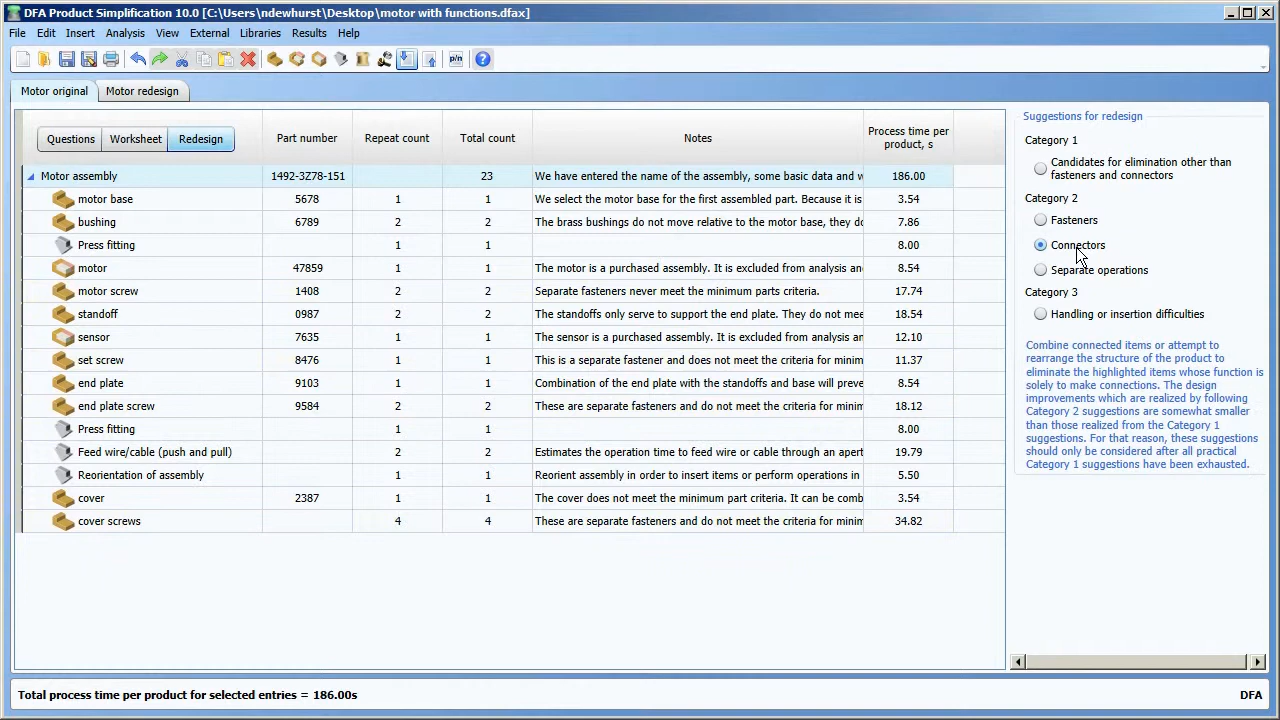 DFA Product Simplification 10.0 [C:\Users\ndewhurst\Desktop\motor with functions.dfax]
File Edit Insert Analysis View External Libraries Results Help
p/n
Motor original Motor redesign
Questions Worksheet Redesign Part number Repeat count Total count Notes Process time per
product, s
Motor assembly 1492-3Z78-151 23 We have entered the name of the assembly, some basic data and w 186.00
motor base 5678 1 1 We select the motor base for the first assembled part. Because it is 3.54
bushing 6789 2 2 The brass bushings do not move relative to the motor base, they do 7.86
Press fitting 1 1 8.00
motor 47859 1 1 The motor is a purchased assembly. It is excluded from analysis an 8.54
motor screw 1408 2 2 Separate fasteners never meet the minimum parts criteria. 17.74
standoff 0987 2 2 The standoffs only serve to support the end plate. They do not mee 18.54
sensor 7635 1 1 The sensor is a purchased assembly. It is excluded from analysis an 12.10
set screw 8476 1 1 This is a separate fastener and does not meet the criteria for minim 11.37
end plate 9103 1 1 Combination of the end plate with the standoffs and base will preve 8.54
end plate screw 9584 2 2 These are separate fasteners and do not meet the criteria for minim 18.12
Press fitting 1 1 8.00
Feed wire/cable (push and pull) 2 2 Estimates the operation time to feed wire or cable through an apert 19.79
Reorientation of assembly 1 1 Reorient assembly in order to insert items or perform operations in 5.50
cover 2387 1 1 The cover does not meet the minimum part criteria. It can be comb 3.54
cover screws 4 4 These are separate fasteners and do not meet the criteria for minim 34.82
Suggestions for redesign
Category 1
Candidates for elimination other than
fasteners and connectors
Category 2
Fasteners
Connectors
Separate operations
Category 3
Handling or insertion difficulties
Combine connected items or attempt to
rearrange the structure of the product to
eliminate the highlighted items whose function is
solely to make connections. The design
improvements which are realized by following
Category 2 suggestions are somewhat smaller
than those realized from the Category 1
suggestions. For that reason, these suggestions
should only be considered after all practical
Category 1 suggestions have been exhausted.
Total process time per product for selected entries = 186.00s DFA